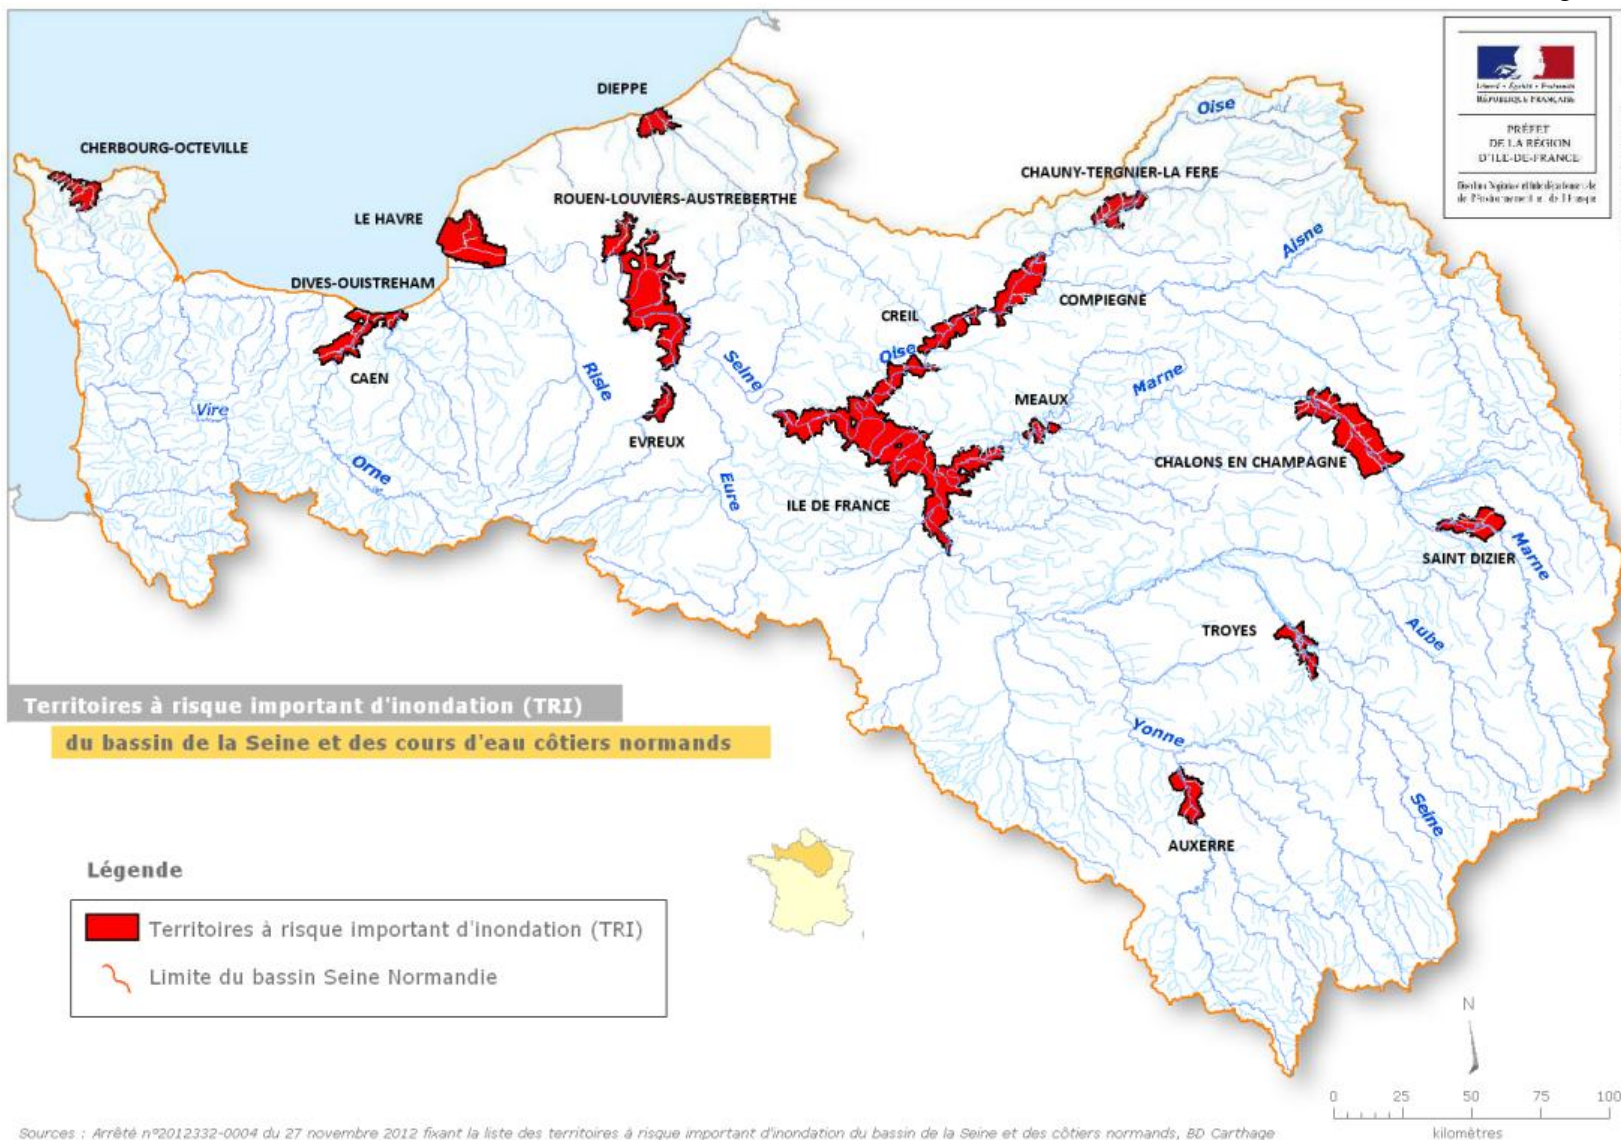 DIEPPE
Oise
CHERBOURG-OCTEVILLE
CHAUNY-TERGNIER-LA FERE
ROUEN-LOUVIERS-AUSTREBERTHE
LE HAVRE
Aisne
DIVES-OUISTREHAM
COMPIEGNE
CREIL
Oise
Seine
CAEN
Risle
Marne
MEAUX
Vire
EVREUX
CHALONS EN CHAMPAGNE
Orne
Eure
ILE DE FRANCE
SAINT DIZIER
Marne
TROYES
Aube
Yonne
Seine
AUXERRE
RÉPUBLIQUE FRANÇAISE
PRÉFET
DE LA RÉGION
D'ILE-DE-FRANCE
Territoires à risque important d'inondation (TRI)
du bassin de la Seine et des cours d'eau côtiers normands
Légende
Territoires à risque important d'inondation (TRI)
Limite du bassin Seine Normandie
N
0 25 50 75 100
kilomètres
Sources : Arrêté n°2012332-0004 du 27 novembre 2012 fixant la liste des territoires à risque important d'inondation du bassin de la Seine et des côtiers normands, BD Carthage